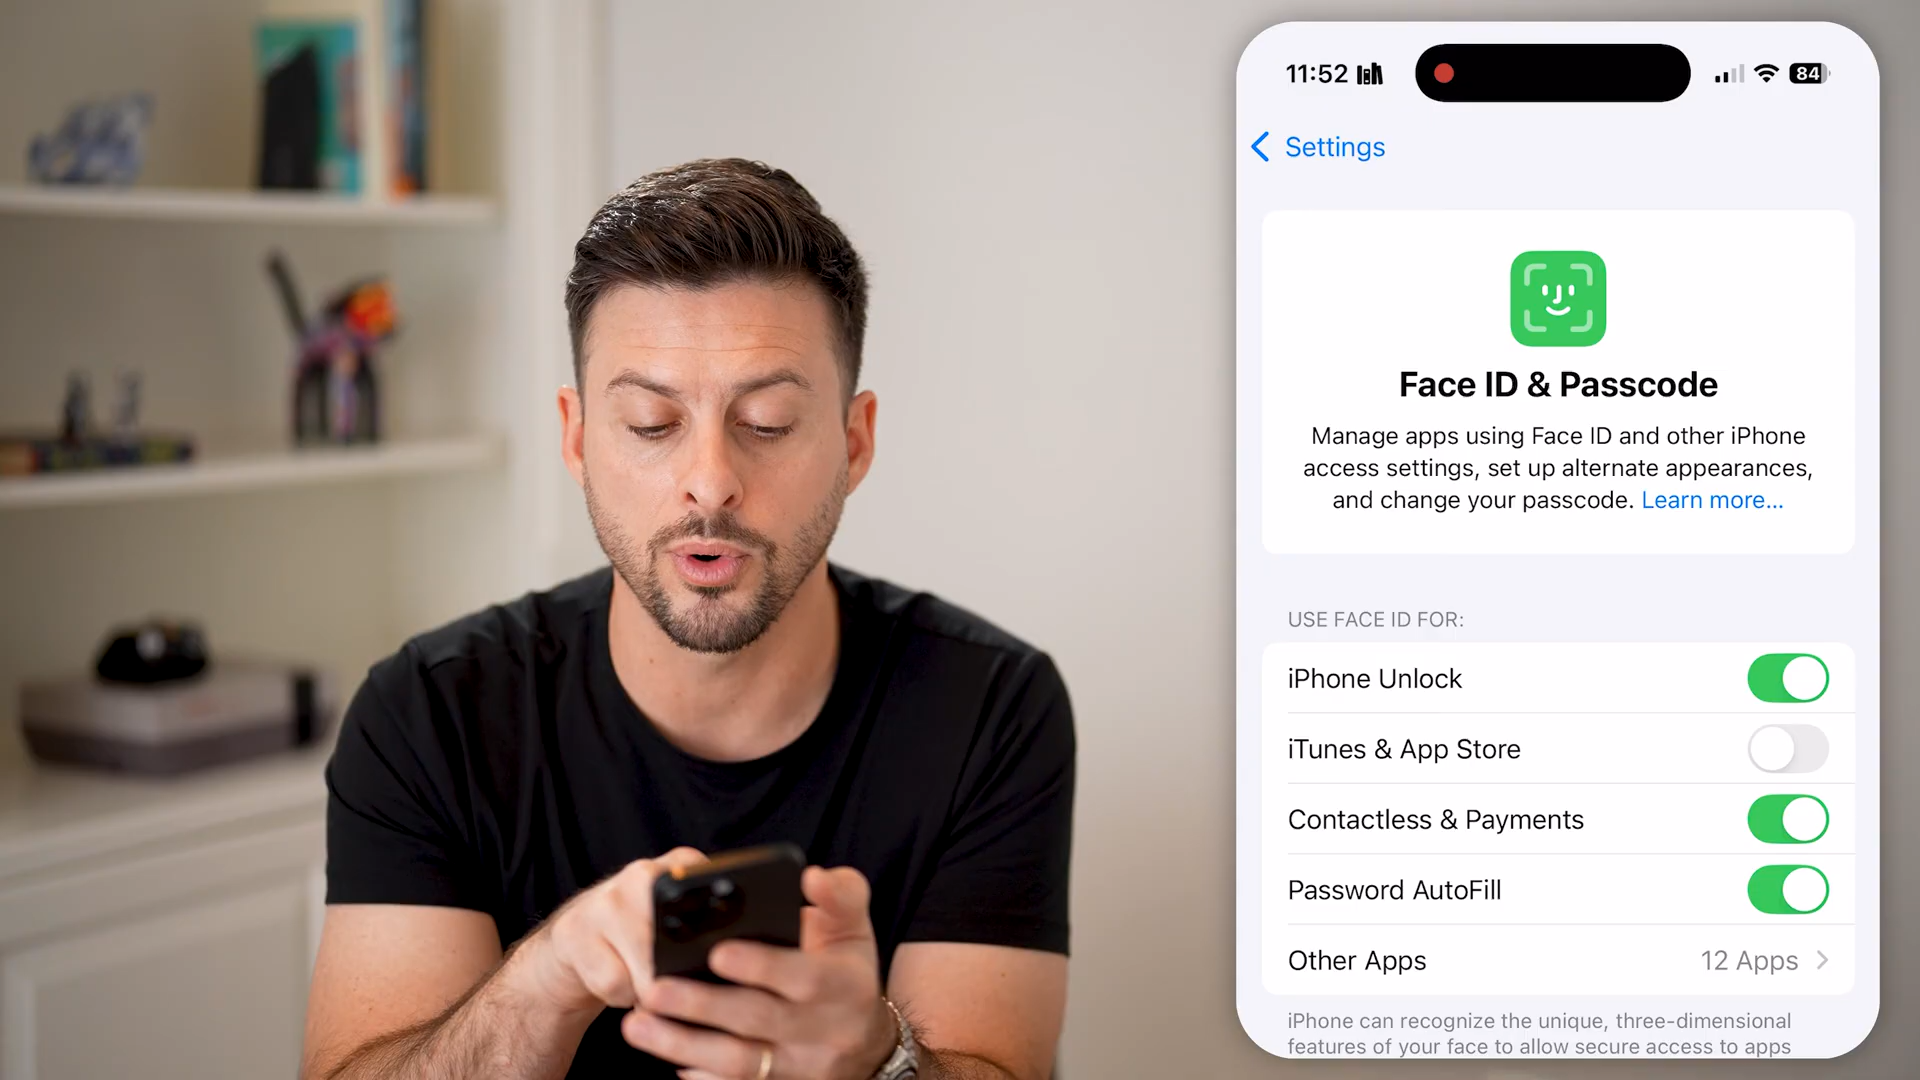 11:52
84
Settings
Face ID & Passcode
Manage apps using Face ID and other iPhone
access settings, set up alternate appearances,
and change your passcode. Learn more...
USE FACE ID FOR:
iPhone Unlock
iTunes & App Store
Contactless & Payments
Password AutoFill
Other Apps 12 Apps
iPhone can recognize the unique, three-dimensional
features of your face to allow secure access to apps